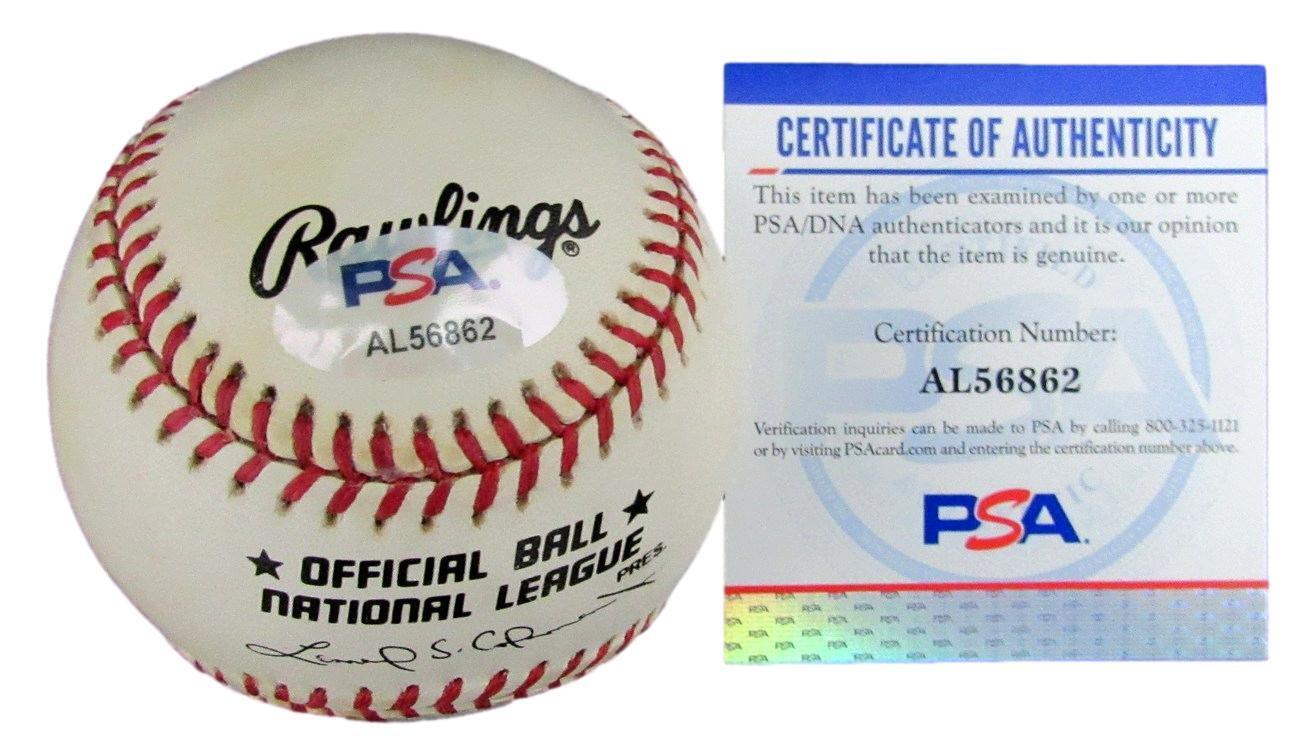 Rawlings®
PSA.
AL56862
★ OFFICIAL BALL ★
NATIONAL LEAGUE
PRES.
CERTIFICATE OF AUTHENTICITY
This item has been examined by one or more
PSA/DNA authenticators and it is our opinion
that the item is genuine.
Certification Number:
AL56862
Verification inquiries can be made to PSA by calling 800-325-1121
or by visiting PSAcard.com and entering the certification number above.
PSA.